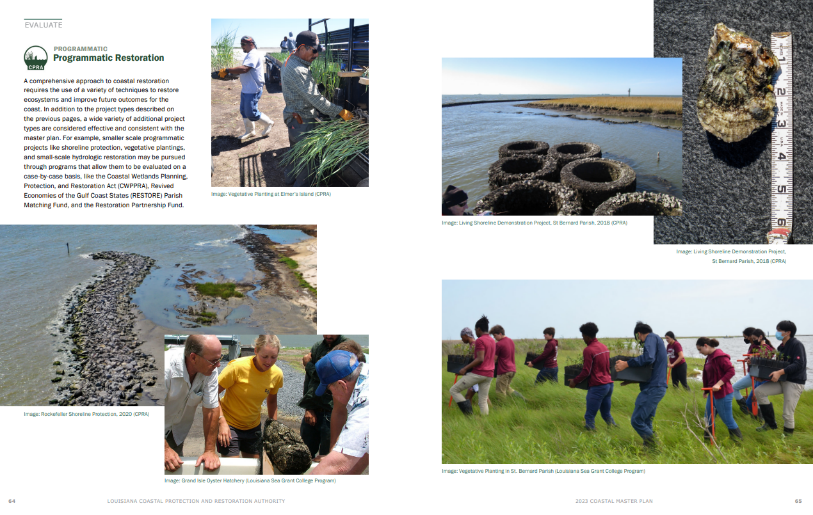 EVALUATE
CPRA
PROGRAMMATIC
Programmatic Restoration
A comprehensive approach to coastal restoration
requires the use of a variety of techniques to restore
ecosystems and improve future outcomes for the
coast. In addition to the project types described on
the previous pages, a wide variety of additional project
types are considered effective and consistent with the
master plan. For example, smaller scale programmatic
projects like shoreline protection, vegetative plantings,
and small-scale hydrologic restoration may be pursued
through programs that allow them to be evaluated on a
case-by-case basis, like the Coastal Wetlands Planning,
Protection, and Restoration Act (CWPPRA), Revived
Economies of the Gulf Coast States (RESTORE) Parish
Matching Fund, and the Restoration Partnership Fund.
Image: Vegetative Planting at Elmer's Island (CPRA)
Image: Rockefeller Shoreline Protection, 2020 (CPRA)
Image: Grand Isle Oyster Hatchery (Louisiana Sea Grant College Program)
64
LOUISIANA COASTAL PROTECTION AND RESTORATION AUTHORITY
1
2
3
4
5
6
Image: Living Shoreline Demonstration Project, St Bernard Parish, 2018 (CPRA)
Image: Living Shoreline Demonstration Project,
St Bernard Parish, 2018 (CPRA)
Image: Vegetative Planting in St. Bernard Parish (Louisiana Sea Grant College Program)
2023 COASTAL MASTER PLAN
65